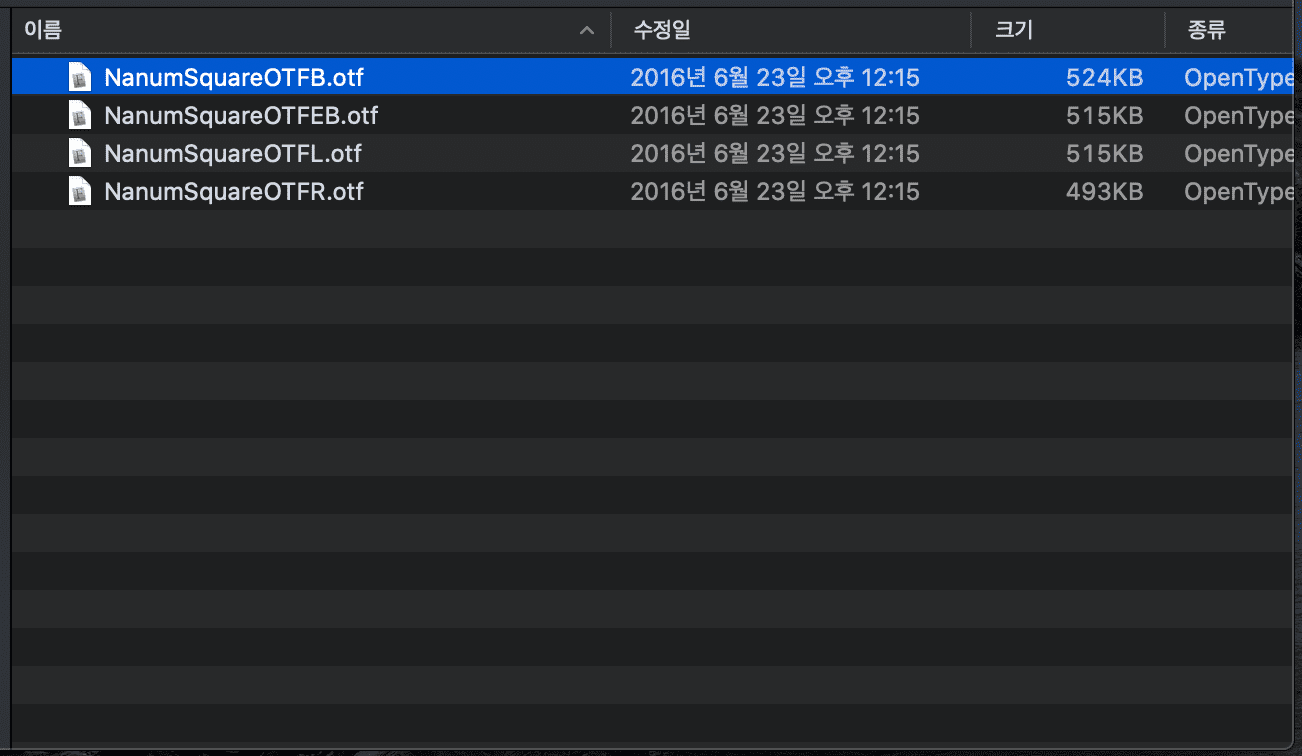 이름 수정일 크기 종류
NanumSquareOTFB.otf 2016년 6월 23일 오후 12:15 524KB OpenType
NanumSquareOTFEB.otf 2016년 6월 23일 오후 12:15 515KB OpenType
NanumSquareOTFL.otf 2016년 6월 23일 오후 12:15 515KB OpenType
NanumSquareOTFR.otf 2016년 6월 23일 오후 12:15 493KB OpenType